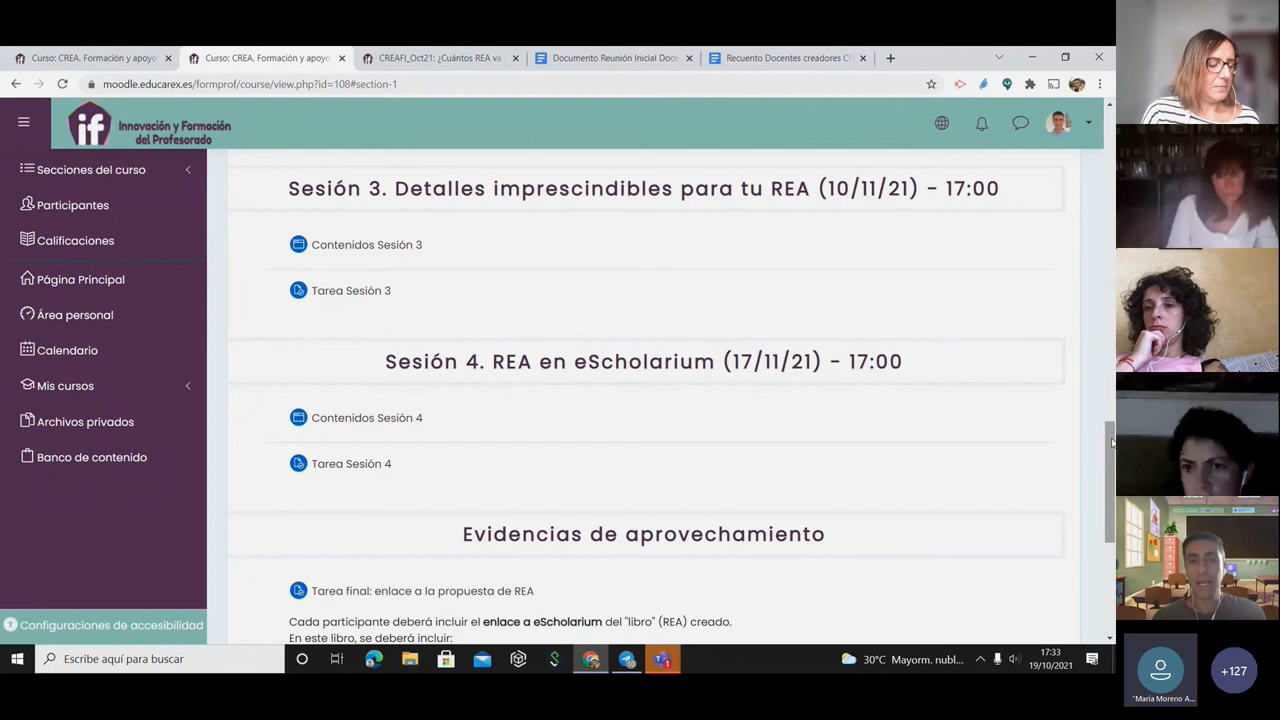 Curso: CREA. Formación y apoyo
Curso: CREA. Formación y apoyo
CREAFI_Oct21: ¿Cuántos REA va
Documento Reunión Inicial Doce
Recuento Docentes creadores C
moodle.educarex.es/formprof/course/view.php?id=108#section-1
if
Innovación y Formación
del Profesorado
Secciones del curso
Participantes
Calificaciones
Página Principal
Área personal
Calendario
Mis cursos
Archivos privados
Banco de contenido
Configuraciones de accesibilidad
Sesión 3. Detalles imprescindibles para tu REA (10/11/21) - 17:00
Contenidos Sesión 3
Tarea Sesión 3
Sesión 4. REA en eScholarium (17/11/21) - 17:00
Contenidos Sesión 4
Tarea Sesión 4
Evidencias de aprovechamiento
Tarea final: enlace a la propuesta de REA
Cada participante deberá incluir el enlace a eScholarium del "libro" (REA) creado.
En este libro, se deberá incluir:
Escribe aquí para buscar
30°C Mayorm. nubl...
17:33
19/10/2021
"María Moreno A...
+127